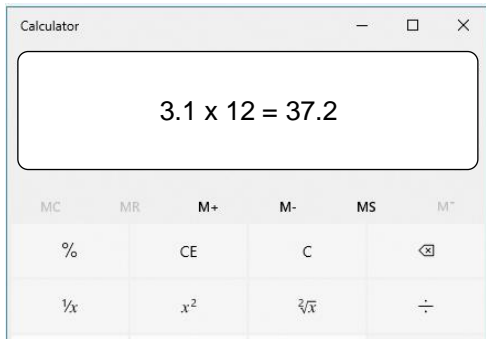 Calculator
3.1 x 12 = 37.2
MC MR M+ M- MS M˅
% CE C
¹/x x² ²√x ÷